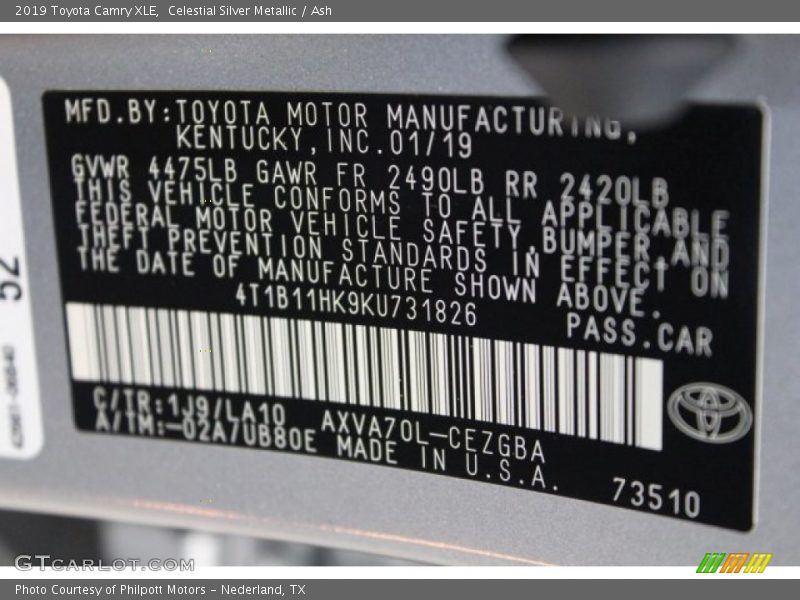 2019 Toyota Camry XLE,  Celestial Silver Metallic / Ash
MFD.BY:TOYOTA MOTOR MANUFACTURING,
KENTUCKY,INC.01/19
GVWR 4475LB GAWR FR 2490LB RR 2420LB
THIS VEHICLE CONFORMS TO ALL APPLICABLE
FEDERAL MOTOR VEHICLE SAFETY,BUMPER,AND
THEFT PREVENTION STANDARDS IN EFFECT ON
THE DATE OF MANUFACTURE SHOWN ABOVE.
4T1B11HK9KU731826
PASS.CAR
C/TR:1J9/LA10 AXVA70L-CEZGBA
A/TM:-02A/UB80E MADE IN U.S.A.
73510
52
GTCARLOT.COM
Photo Courtesy of Philpott Motors - Nederland, TX